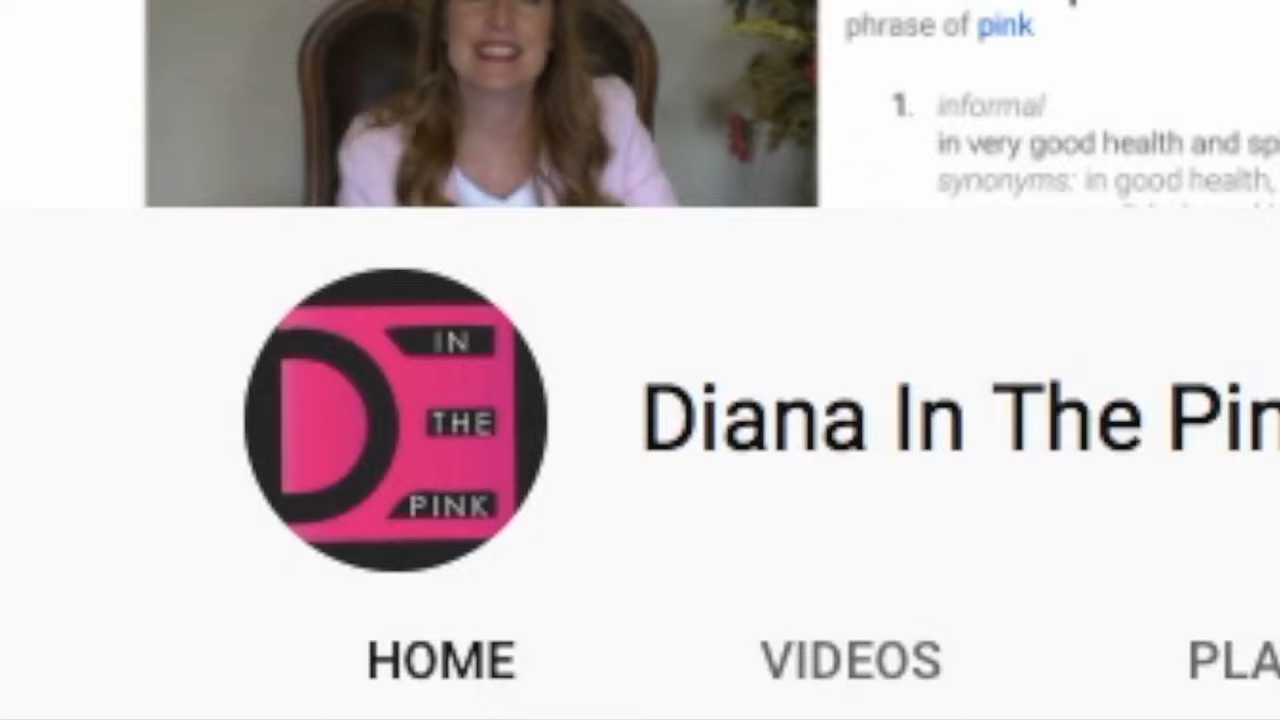 phrase of pink
1. informal
in very good health and sp
synonyms: in good health,
IN
THE
PINK
Diana In The Pin
HOME VIDEOS PLA